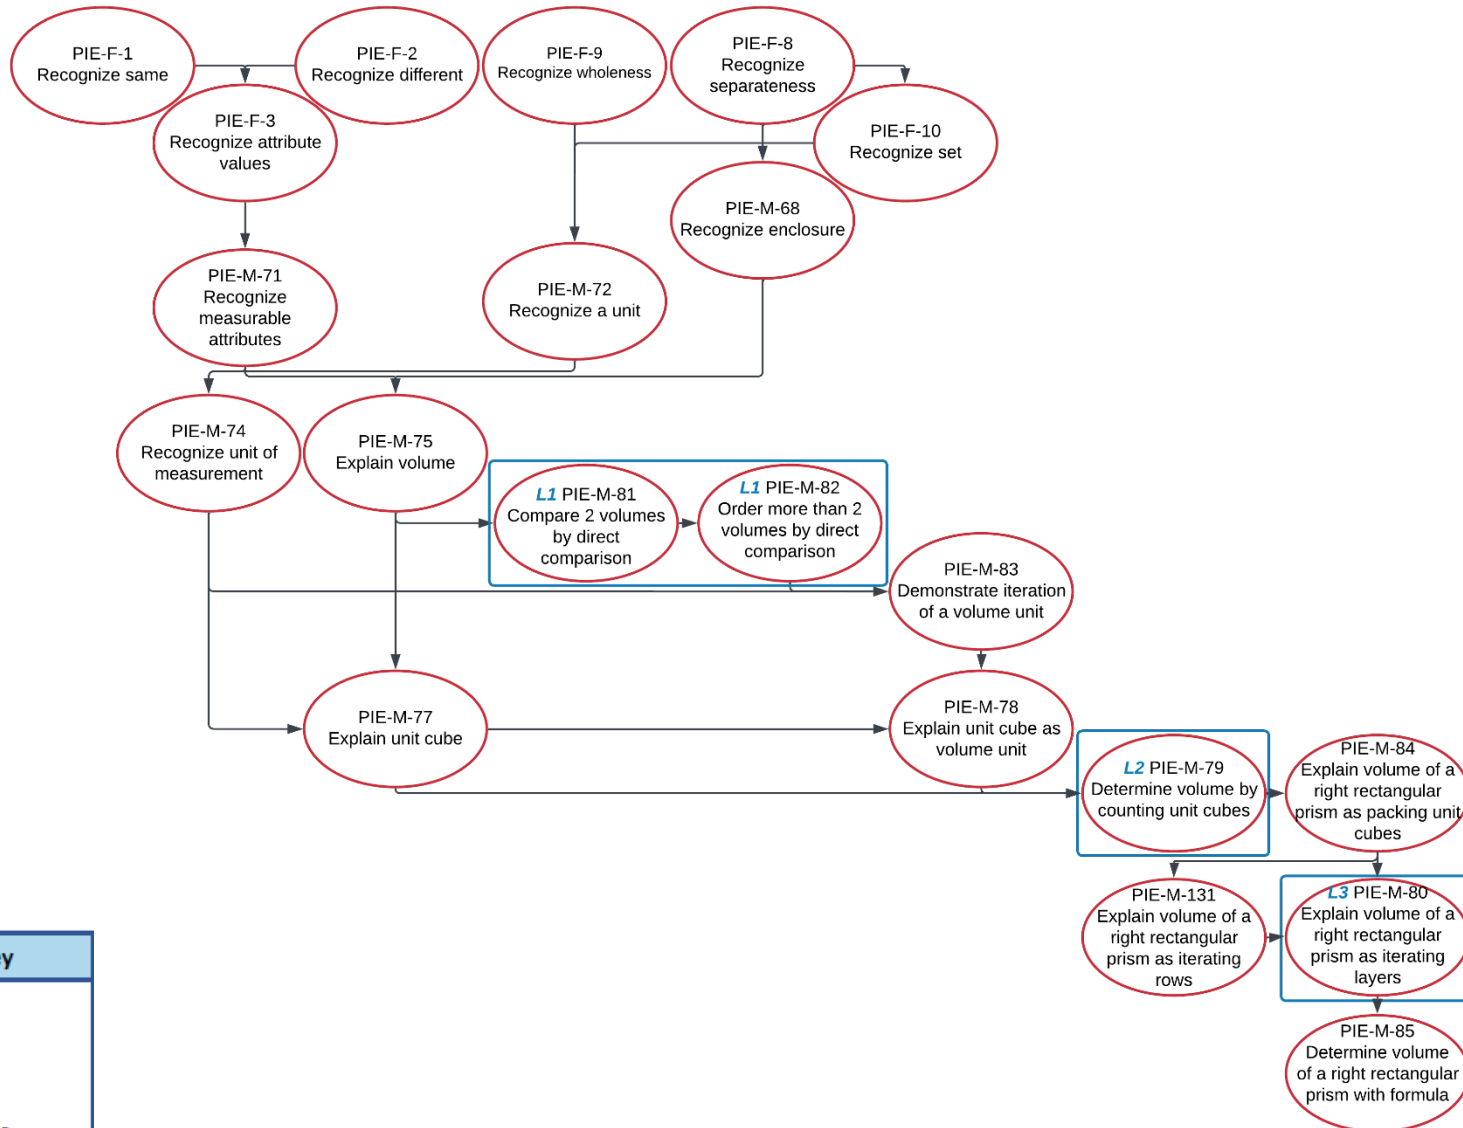 PIE-F-1
Recognize same
PIE-F-2
Recognize different
PIE-F-9
Recognize wholeness
PIE-F-8
Recognize
separateness
PIE-F-3
Recognize attribute
values
PIE-F-10
Recognize set
PIE-M-68
Recognize enclosure
PIE-M-71
Recognize
measurable
attributes
PIE-M-72
Recognize a unit
PIE-M-74
Recognize unit of
measurement
PIE-M-75
Explain volume
L1 PIE-M-81
Compare 2 volumes
by direct
comparison
L1 PIE-M-82
Order more than 2
volumes by direct
comparison
PIE-M-83
Demonstrate iteration
of a volume unit
PIE-M-77
Explain unit cube
PIE-M-78
Explain unit cube as
volume unit
L2 PIE-M-79
Determine volume by
counting unit cubes
PIE-M-84
Explain volume of a
right rectangular
prism as packing unit
cubes
PIE-M-131
Explain volume of a
right rectangular
prism as iterating
rows
L3 PIE-M-80
Explain volume of a
right rectangular
prism as iterating
layers
PIE-M-85
Determine volume
of a right rectangular
prism with formula